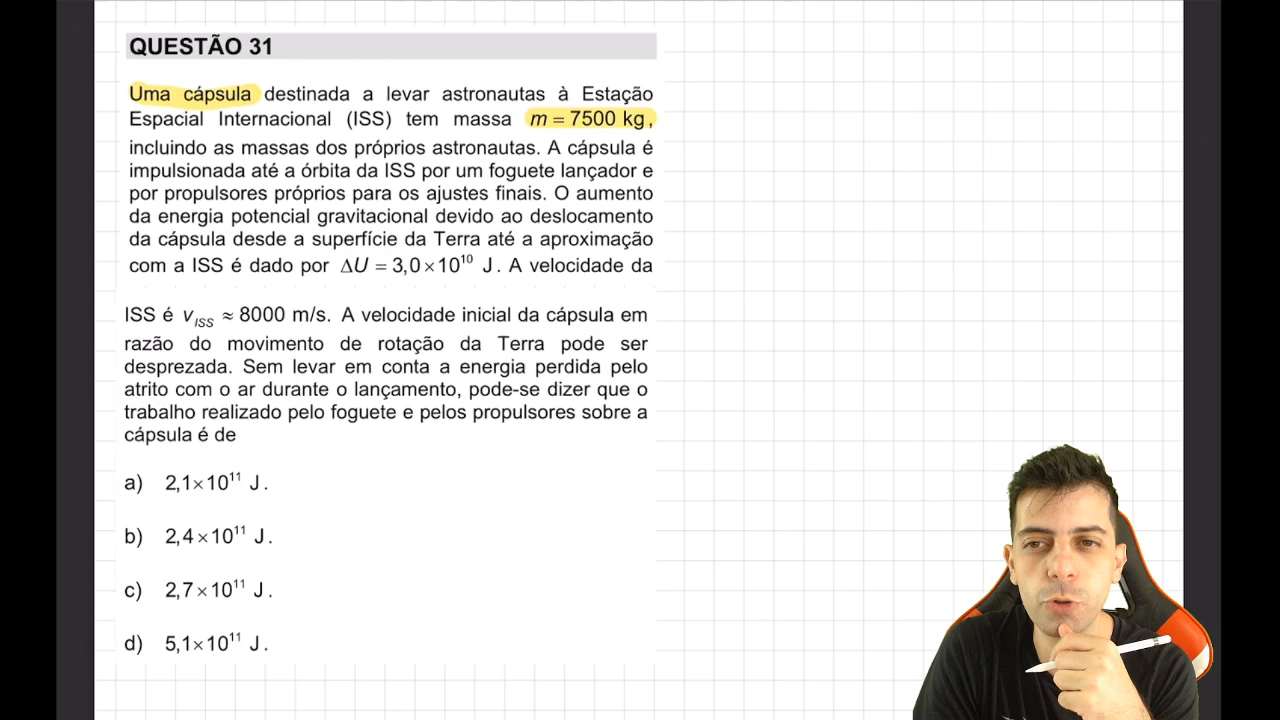 QUESTÃO 31
Uma cápsula destinada a levar astronautas à Estação
Espacial Internacional (ISS) tem massa m = 7500 kg,
incluindo as massas dos próprios astronautas. A cápsula é
impulsionada até a órbita da ISS por um foguete lançador e
por propulsores próprios para os ajustes finais. O aumento
da energia potencial gravitacional devido ao deslocamento
da cápsula desde a superfície da Terra até a aproximação
com a ISS é dado por ΔU = 3,0×10¹⁰ J. A velocidade da
ISS é v_ISS ≈ 8000 m/s. A velocidade inicial da cápsula em
razão do movimento de rotação da Terra pode ser
desprezada. Sem levar em conta a energia perdida pelo
atrito com o ar durante o lançamento, pode-se dizer que o
trabalho realizado pelo foguete e pelos propulsores sobre a
cápsula é de
a) 2,1×10¹¹ J.
b) 2,4×10¹¹ J.
c) 2,7×10¹¹ J.
d) 5,1×10¹¹ J.